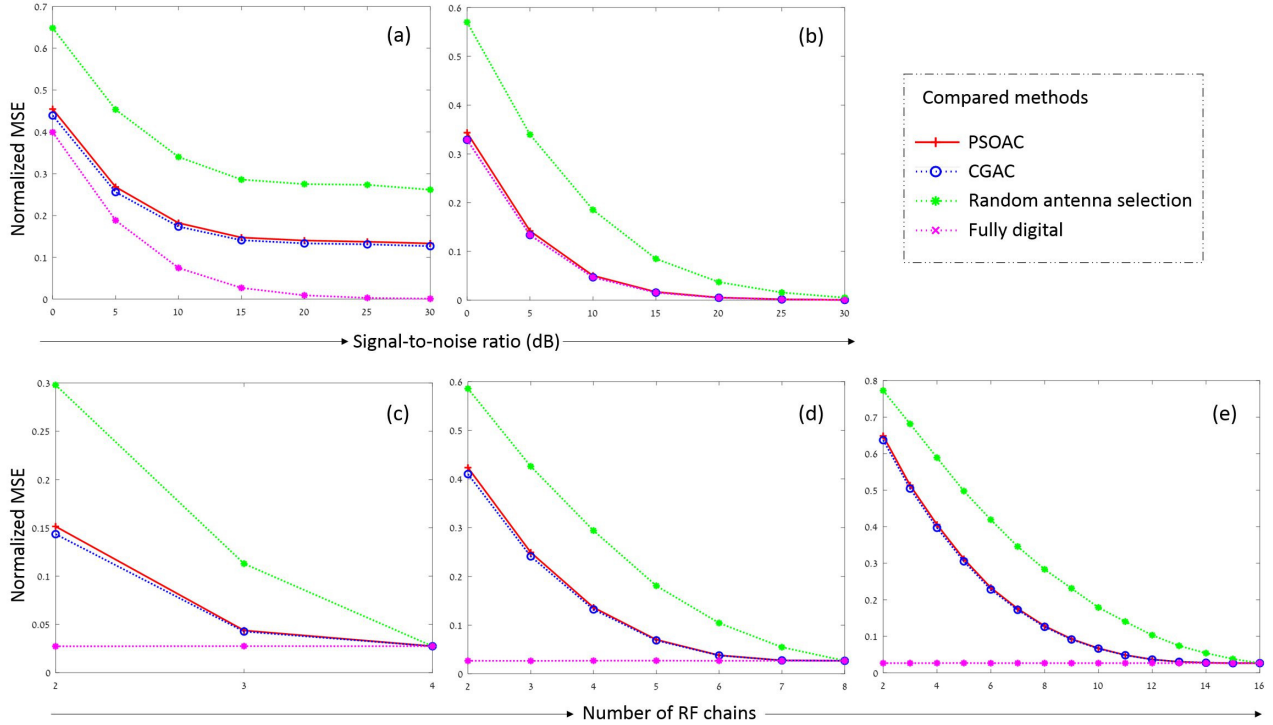 (a)
Normalized MSE
0.7
0.6
0.5
0.4
0.3
0.2
0.1
0
0 5 10 15 20 25 30
(b)
0.6
0.5
0.4
0.3
0.2
0.1
0
0 5 10 15 20 25 30
Signal-to-noise ratio (dB)
Compared methods
PSOAC
CGAC
Random antenna selection
Fully digital
(c)
Normalized MSE
0.3
0.25
0.2
0.15
0.1
0.05
0
2 3 4
(d)
0.6
0.5
0.4
0.3
0.2
0.1
0
2 3 4 5 6 7 8
(e)
0.8
0.7
0.6
0.5
0.4
0.3
0.2
0.1
0
2 4 6 8 10 12 14 16
Number of RF chains